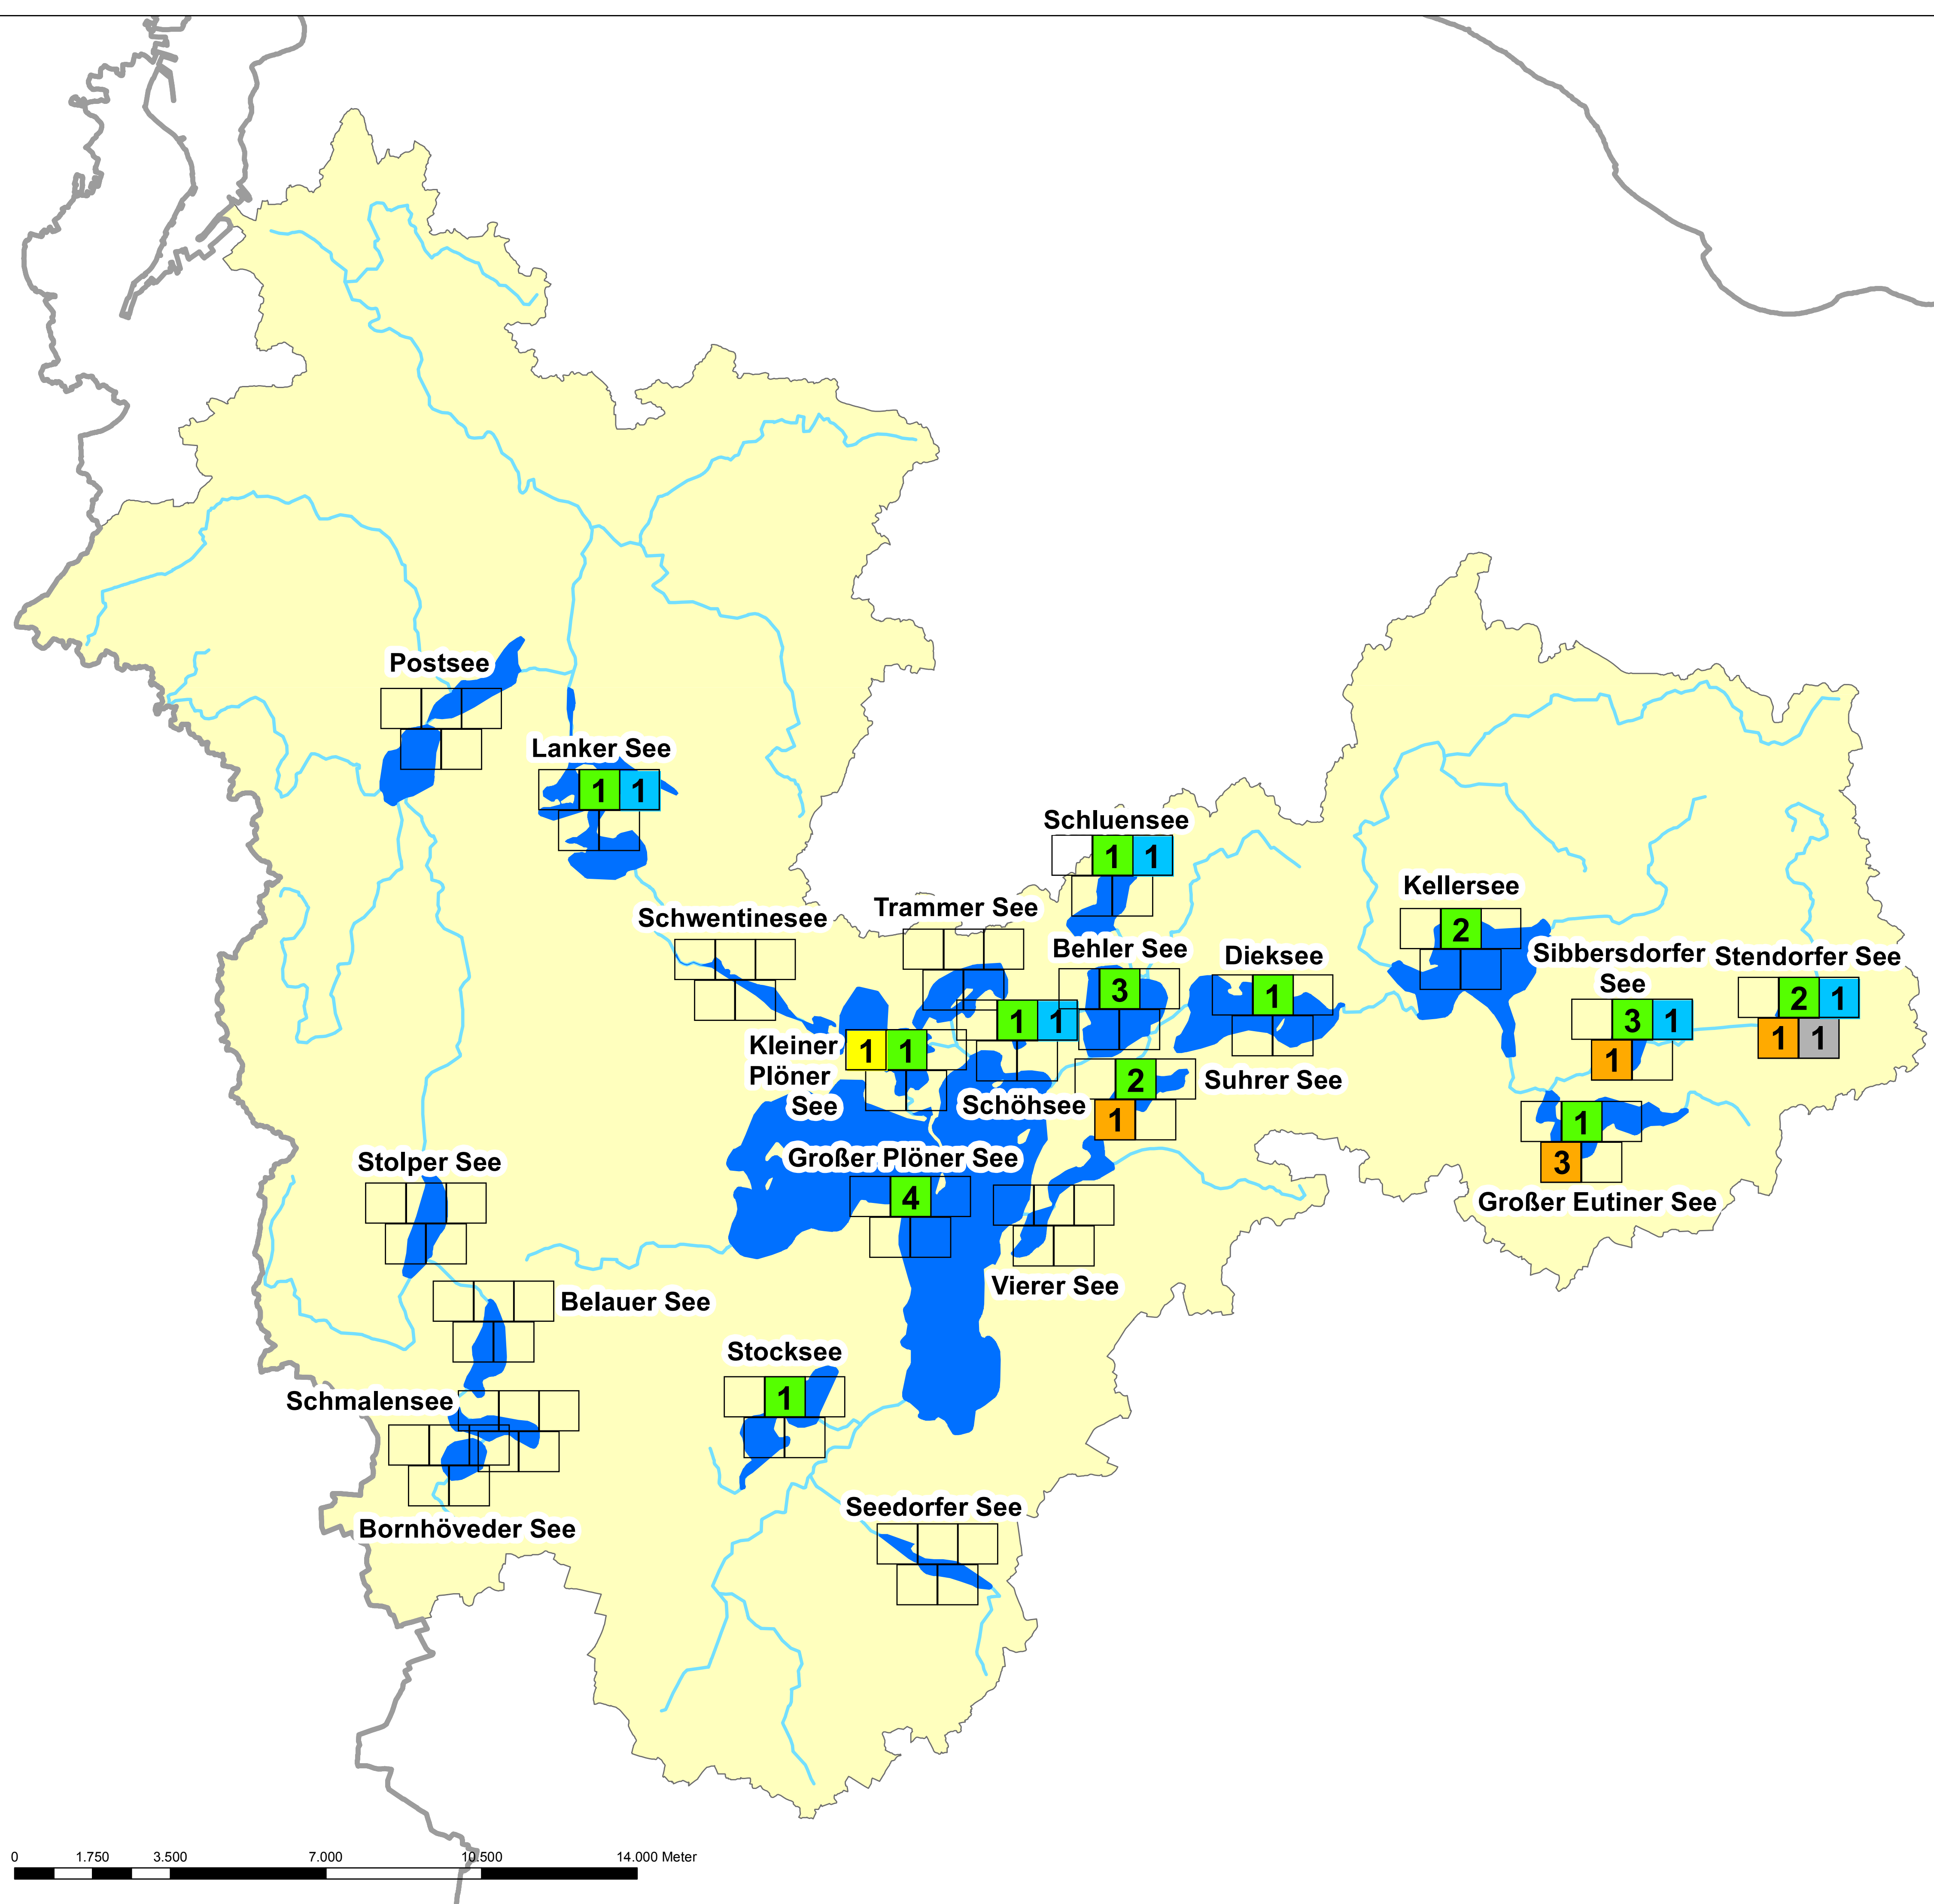 Postsee
Lanker See
1 1
Schluensee
1 1
Kellersee
2
Schwentinesee
Trammer See
Behler See
3
Dieksee
1
Sibbersdorfer
See
3 1
1
Stendorfer See
2 1
1 1
1 1
Kleiner
Plöner
See
1 1
Schöhsee
2
1
Suhrer See
1
3
Großer Eutiner See
Stolper See
Großer Plöner See
4
Vierer See
Belauer See
Stocksee
1
Schmalensee
Bornhöveder See
Seedorfer See
0 1.750 3.500 7.000 10.500 14.000 Meter